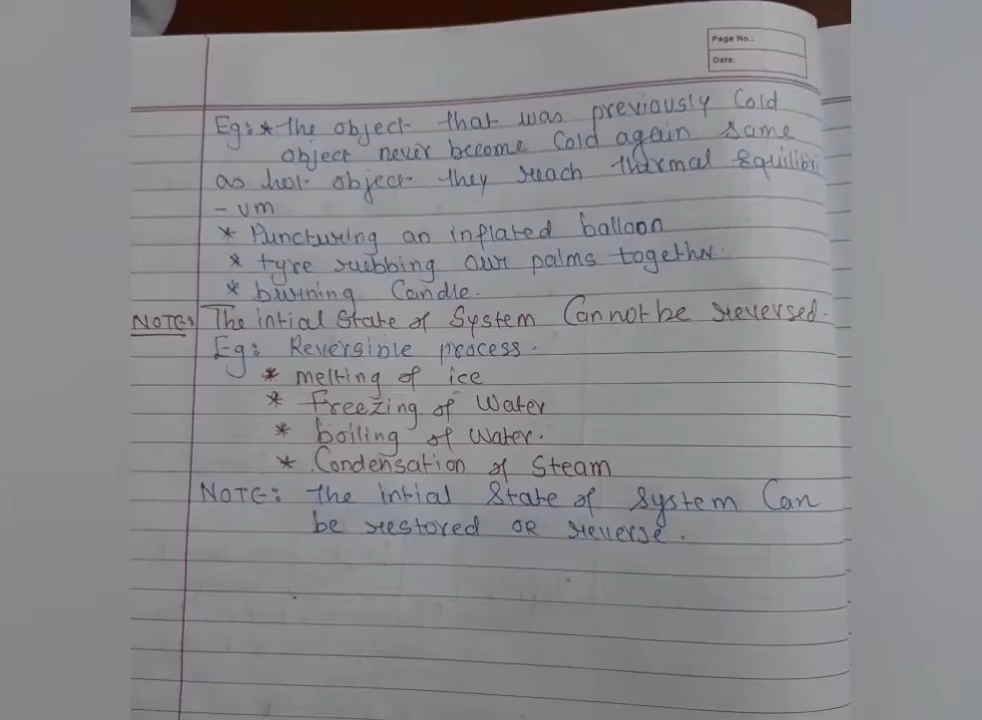 Page No.:
Date:
Eg:* the object that was previously cold
object never become cold again same
as hot object they reach thermal equilibri
- um
* Puncturing an inflated balloon
* tyre rubbing our palms together.
* burning Candle.
NOTE: The intial State of System Cannot be reversed.
Eg: Reversible process.
* melting of ice
* freezing of Water
* boiling of Water.
* Condensation of Steam
NOTE: the intial State of System Can
be restored OR reverse.